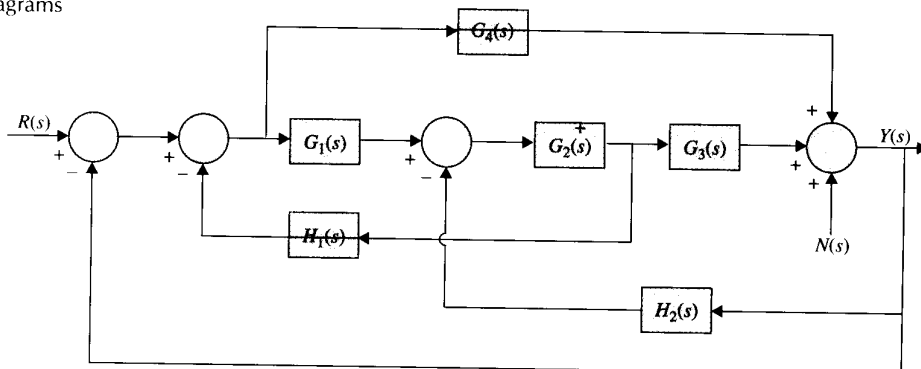 agrams
G4(s)
R(s)
+
−
+
−
G1(s)
+
−
G2(s)
+
G3(s)
+
+
+
Y(s)
H1(s)
N(s)
H2(s)